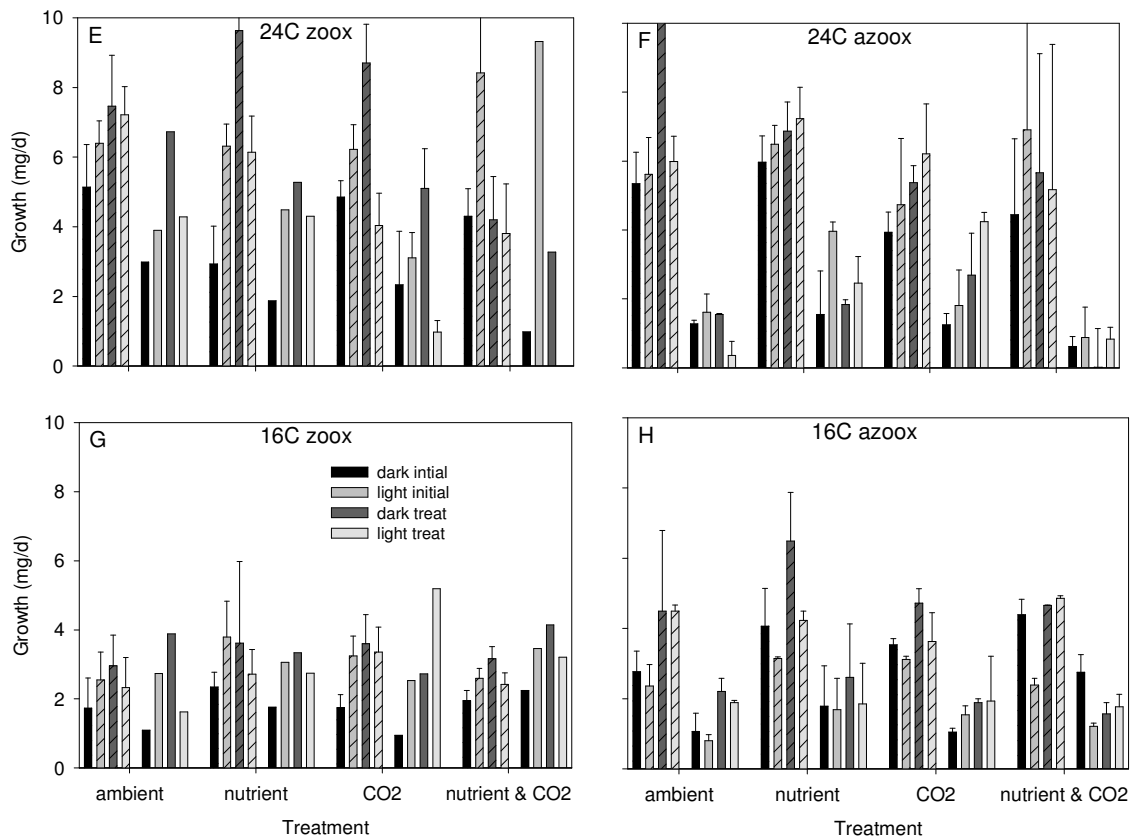 E
24C zoox
10
8
6
4
2
0
Growth (mg/d)
F
24C azoox
G
16C zoox
10
8
6
4
2
0
Growth (mg/d)
dark intial
light initial
dark treat
light treat
ambient nutrient CO2 nutrient & CO2
Treatment
H
16C azoox
ambient nutrient CO2 nutrient & CO2
Treatment